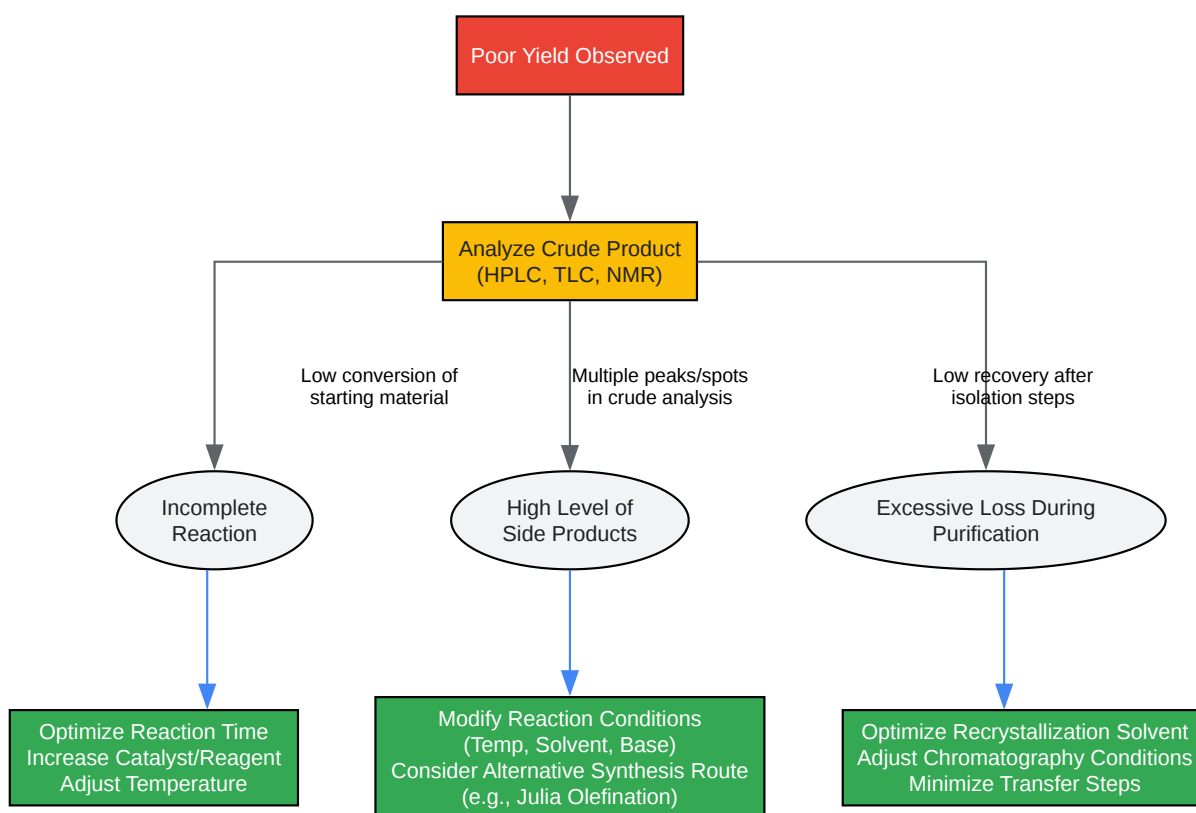 Poor Yield Observed
Analyze Crude Product
(HPLC, TLC, NMR)
Low conversion of
starting material
Multiple peaks/spots
in crude analysis
Low recovery after
isolation steps
Incomplete
Reaction
High Level of
Side Products
Excessive Loss During
Purification
Optimize Reaction Time
Increase Catalyst/Reagent
Adjust Temperature
Modify Reaction Conditions
(Temp, Solvent, Base)
Consider Alternative Synthesis Route
(e.g., Julia Olefination)
Optimize Recrystallization Solvent
Adjust Chromatography Conditions
Minimize Transfer Steps